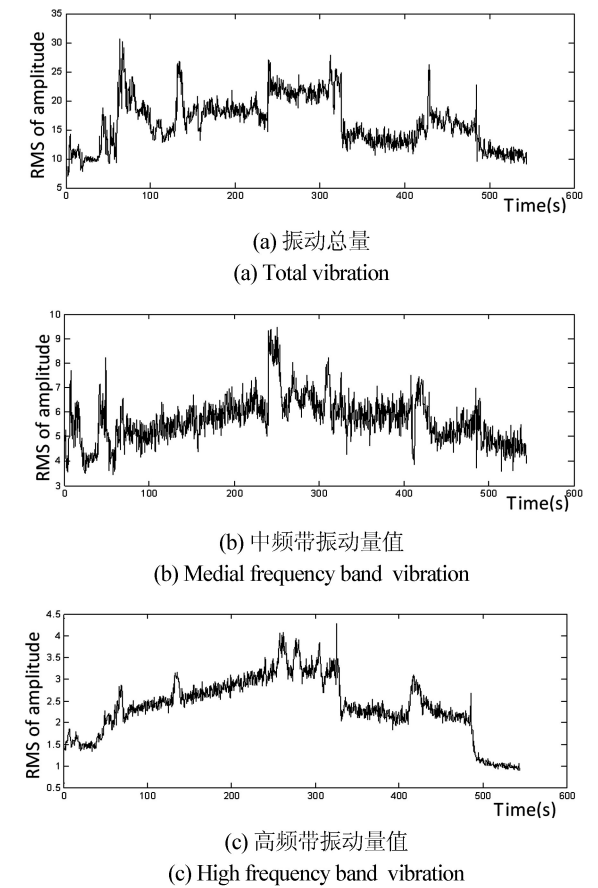 35
30
25
20
15
10
5
RMS of amplitude
0 100 200 300 400 500 600
Time(s)
(a) 振动总量
(a) Total vibration
10
9
8
7
6
5
4
3
RMS of amplitude
0 100 200 300 400 500 600
Time(s)
(b) 中频带振动量值
(b) Medial frequency band vibration
4.5
4
3.5
3
2.5
2
1.5
1
0.5
RMS of amplitude
0 100 200 300 400 500 600
Time(s)
(c) 高频带振动量值
(c) High frequency band vibration